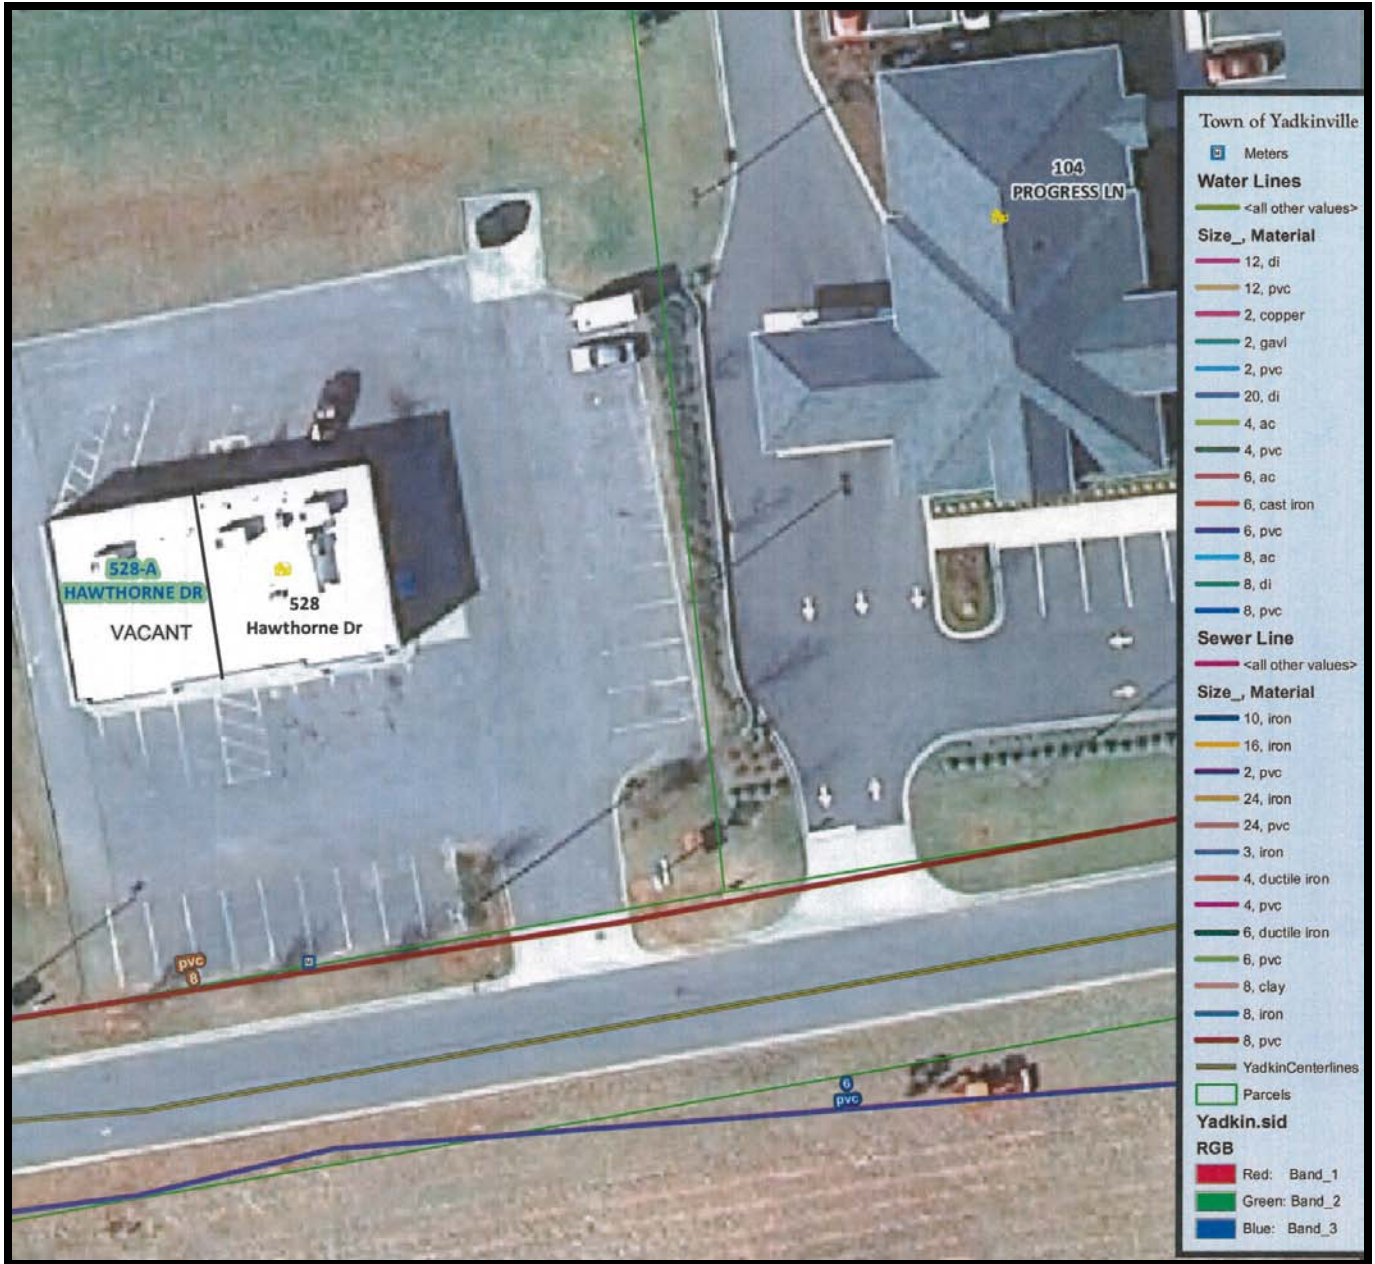 104
PROGRESS LN
528-A
HAWTHORNE DR
VACANT
528
Hawthorne Dr
pvc
8
M
6
pvc
Town of Yadkinville
M Meters
Water Lines
<all other values>
Size_, Material
12, di
12, pvc
2, copper
2, gavl
2, pvc
20, di
4, ac
4, pvc
6, ac
6, cast iron
6, pvc
8, ac
8, di
8, pvc
Sewer Line
<all other values>
Size_, Material
10, iron
16, iron
2, pvc
24, iron
24, pvc
3, iron
4, ductile iron
4, pvc
6, ductile iron
6, pvc
8, clay
8, iron
8, pvc
YadkinCenterlines
Parcels
Yadkin.sid
RGB
Red: Band_1
Green: Band_2
Blue: Band_3